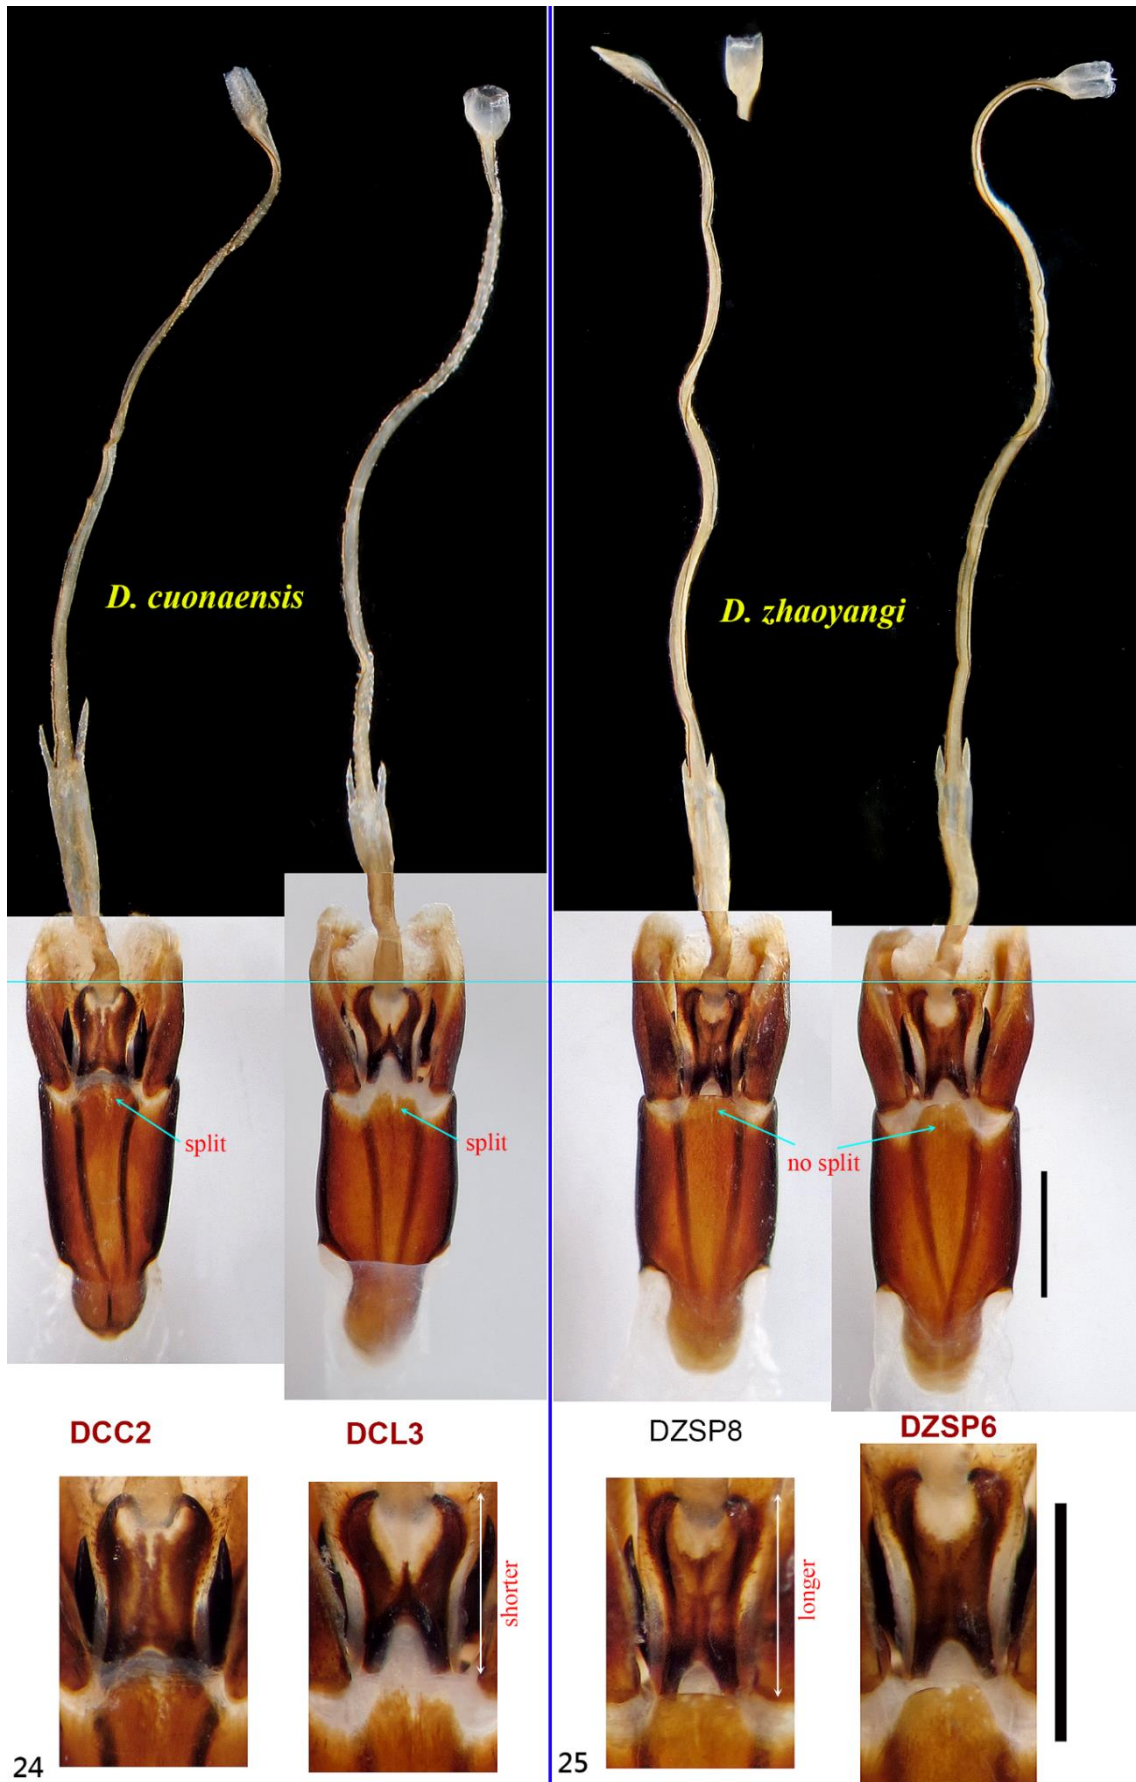 D. cuonaensis
D. zhaoyangi
split
split
no split
DCC2
DCL3
DZSP8
DZSP6
shorter
longer
24
25